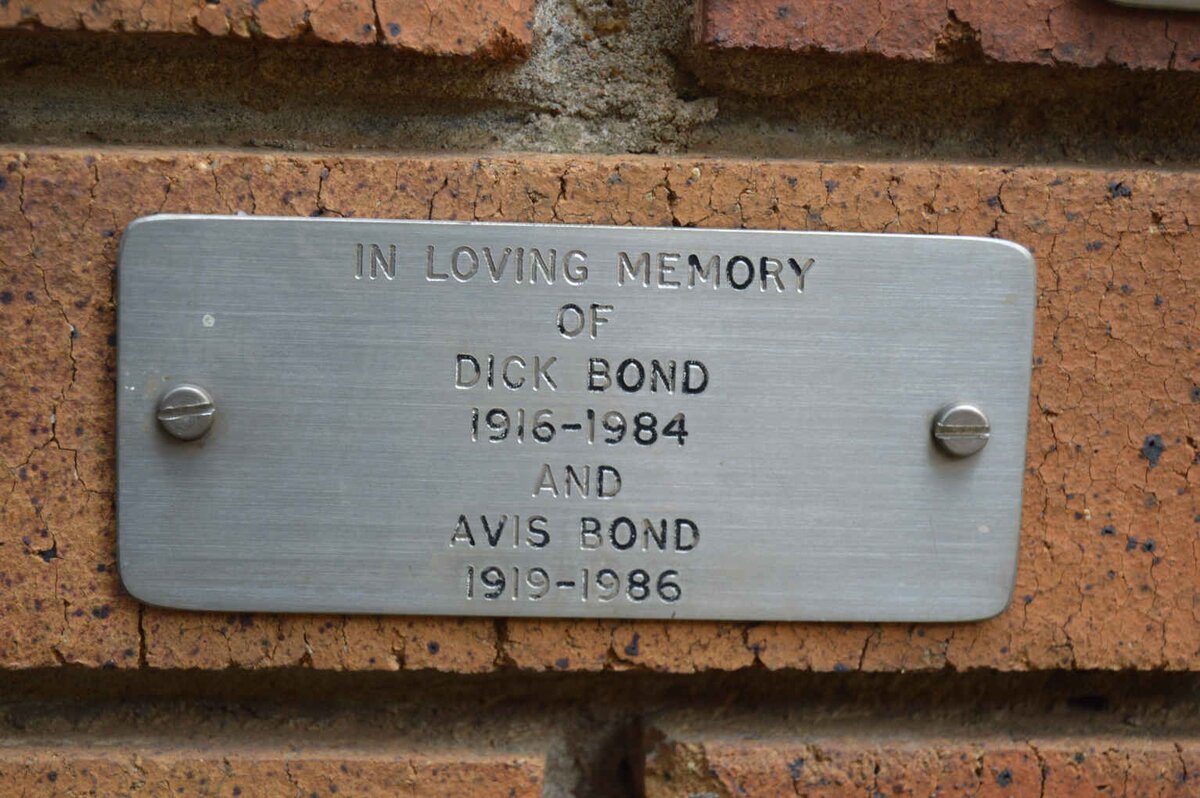 IN LOVING MEMORY
OF
DICK BOND
1916-1984
AND
AVIS BOND
1919-1986